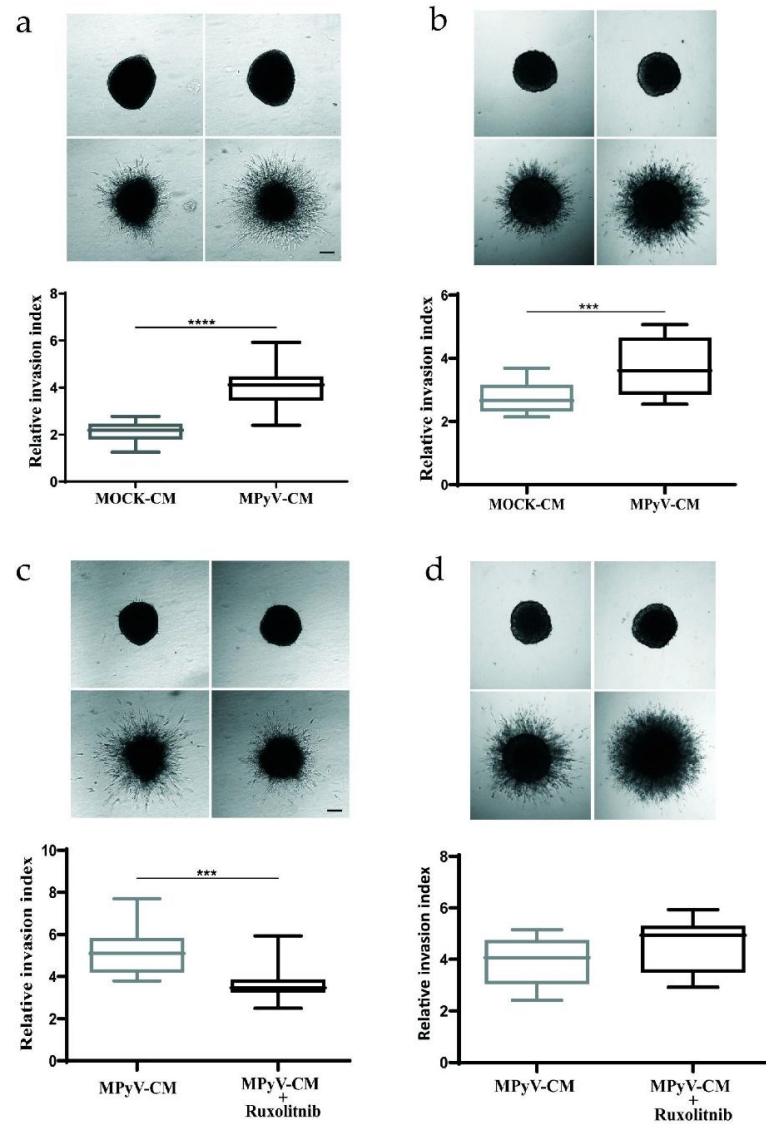 a
Relative invasion index
8
6
4
2
0
****
MOCK-CM
MPyV-CM
b
Relative invasion index
6
4
2
0
***
MOCK-CM
MPyV-CM
c
Relative invasion index
10
8
6
4
2
0
***
MPyV-CM
MPyV-CM
+
Ruxolitnib
d
Relative invasion index
8
6
4
2
0
MPyV-CM
MPyV-CM
+
Ruxolitnib